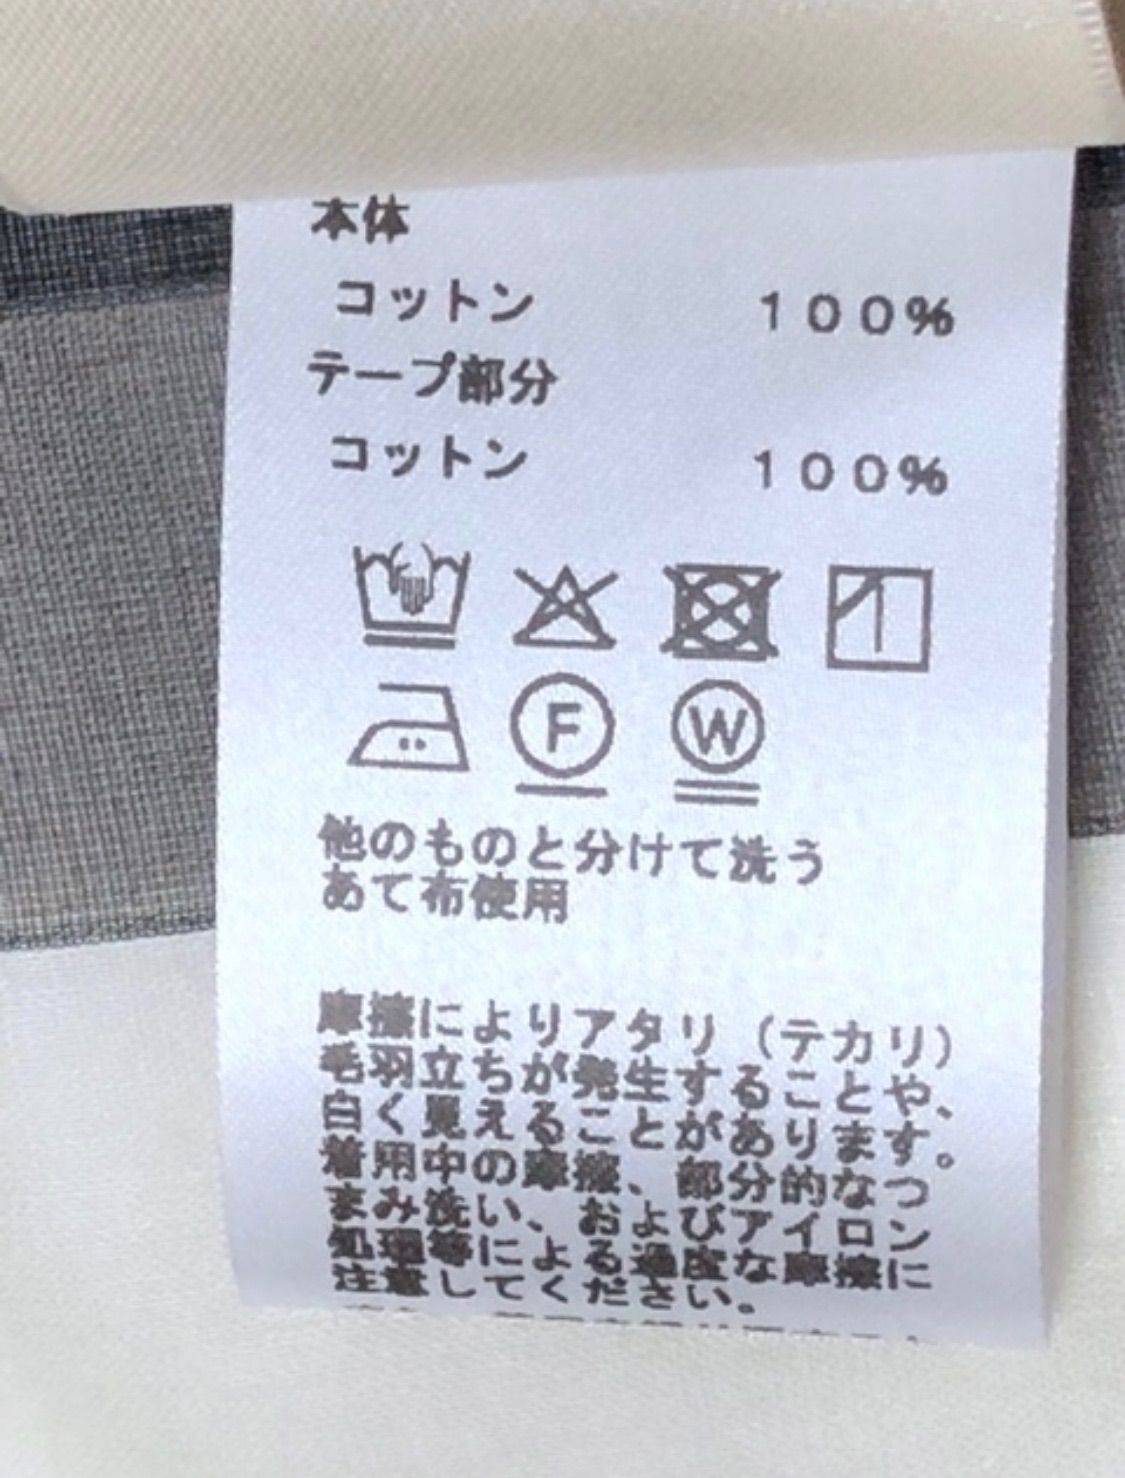 本体
コットン １００％
テープ部分
コットン １００％
F W
他のものと分けて洗う
あて布使用
摩擦によりアタリ（テカリ）
毛羽立ちが発生することや、
白く見えることがあります。
着用中の摩擦、部分的なつ
まみ洗い、およびアイロン
処理等による過度な摩擦に
注意してください。